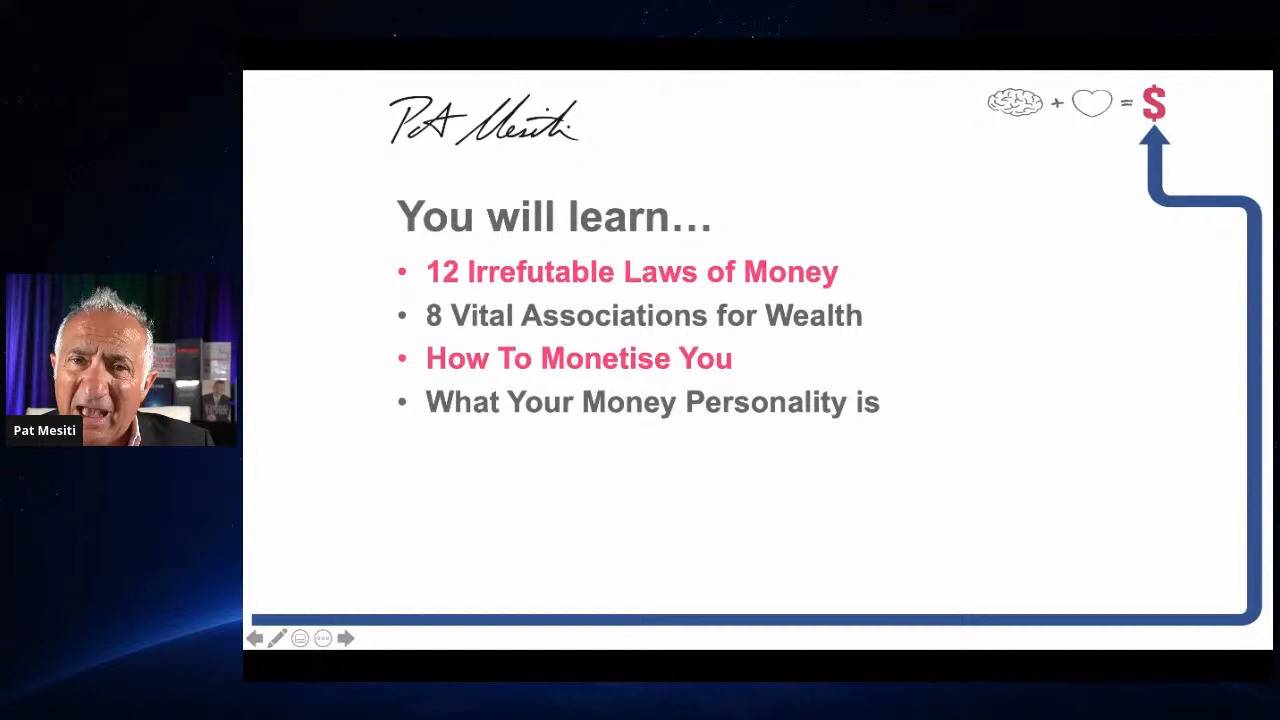 Pat Mesiti
+ = $
You will learn…
• 12 Irrefutable Laws of Money
• 8 Vital Associations for Wealth
• How To Monetise You
• What Your Money Personality is
Pat Mesiti